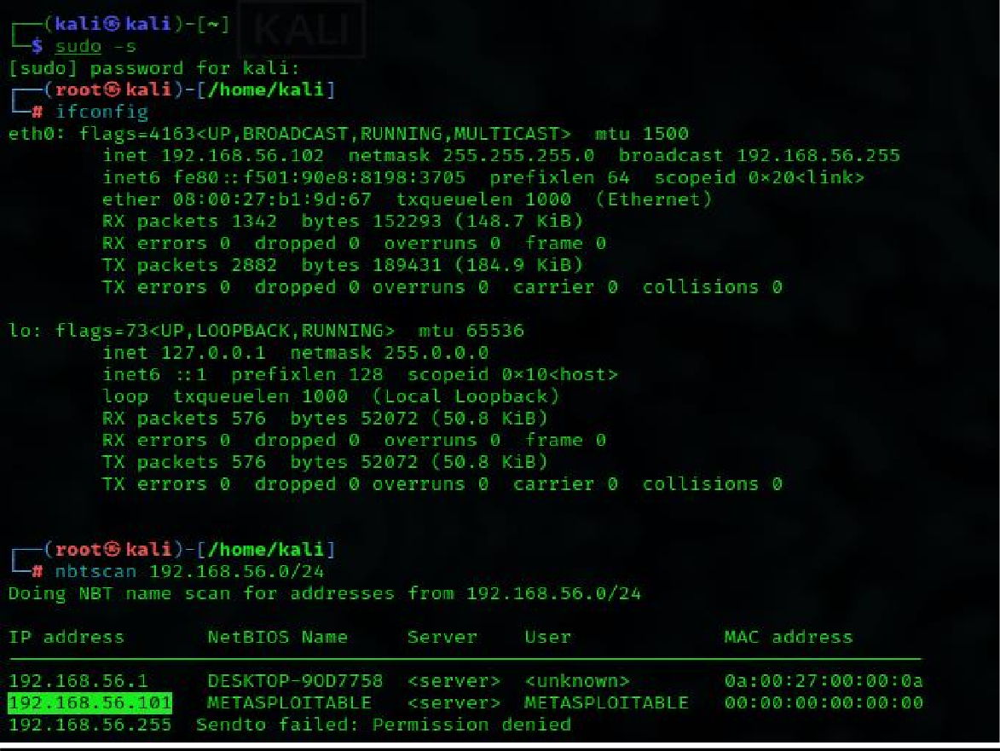 KALI
┌──(kali㉿kali)-[~]
└─$ sudo -s
[sudo] password for kali:
┌──(root㉿kali)-[/home/kali]
└─# ifconfig
eth0: flags=4163<UP,BROADCAST,RUNNING,MULTICAST>  mtu 1500
        inet 192.168.56.102  netmask 255.255.255.0  broadcast 192.168.56.255
        inet6 fe80::f501:90e8:8198:3705  prefixlen 64  scopeid 0×20<link>
        ether 08:00:27:b1:9d:67  txqueuelen 1000  (Ethernet)
        RX packets 1342  bytes 152293 (148.7 KiB)
        RX errors 0  dropped 0  overruns 0  frame 0
        TX packets 2882  bytes 189431 (184.9 KiB)
        TX errors 0  dropped 0 overruns 0  carrier 0  collisions 0
lo: flags=73<UP,LOOPBACK,RUNNING>  mtu 65536
        inet 127.0.0.1  netmask 255.0.0.0
        inet6 ::1  prefixlen 128  scopeid 0×10<host>
        loop  txqueuelen 1000  (Local Loopback)
        RX packets 576  bytes 52072 (50.8 KiB)
        RX errors 0  dropped 0  overruns 0  frame 0
        TX packets 576  bytes 52072 (50.8 KiB)
        TX errors 0  dropped 0 overruns 0  carrier 0  collisions 0
┌──(root㉿kali)-[/home/kali]
└─# nbtscan 192.168.56.0/24
Doing NBT name scan for addresses from 192.168.56.0/24
IP address       NetBIOS Name     Server    User             MAC address
192.168.56.1     DESKTOP-9OD7758  <server>  <unknown>        0a:00:27:00:00:0a
192.168.56.101   METASPLOITABLE   <server>  METASPLOITABLE   00:00:00:00:00:00
192.168.56.255  Sendto failed: Permission denied